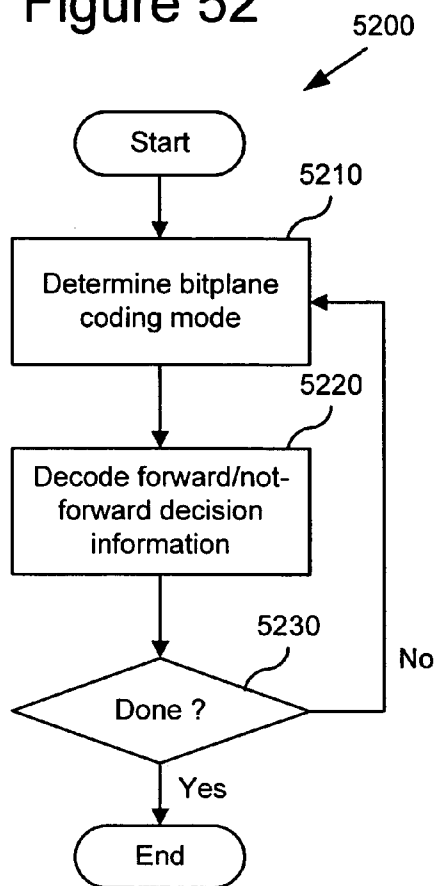 Figure 52
5200
Start
5210
Determine bitplane
coding mode
5220
Decode forward/not-
forward decision
information
5230
No
Done ?
Yes
End